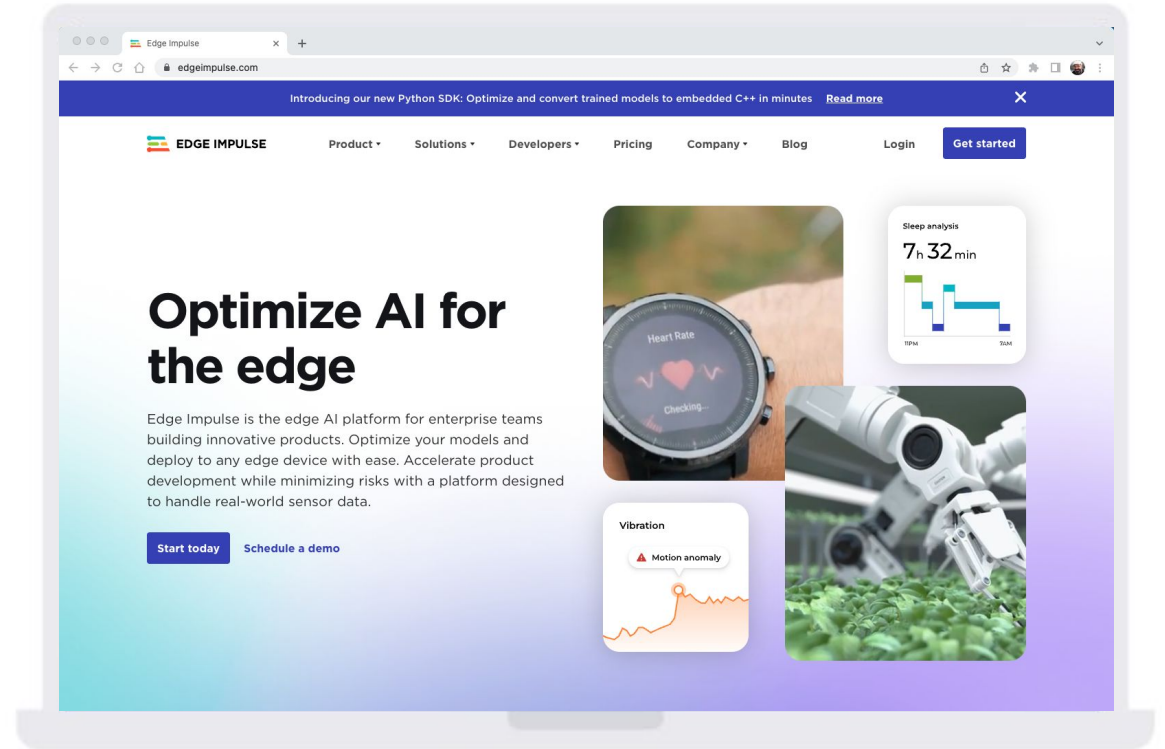 Edge Impulse
edgeimpulse.com
Introducing our new Python SDK: Optimize and convert trained models to embedded C++ in minutes Read more
EDGE IMPULSE Product Solutions Developers Pricing Company Blog Login Get started
Optimize AI for
the edge
Edge Impulse is the edge AI platform for enterprise teams
building innovative products. Optimize your models and
deploy to any edge device with ease. Accelerate product
development while minimizing risks with a platform designed
to handle real-world sensor data.
Start today Schedule a demo
Heart Rate
Checking...
Sleep analysis
7h 32min
11PM 7AM
Vibration
Motion anomaly